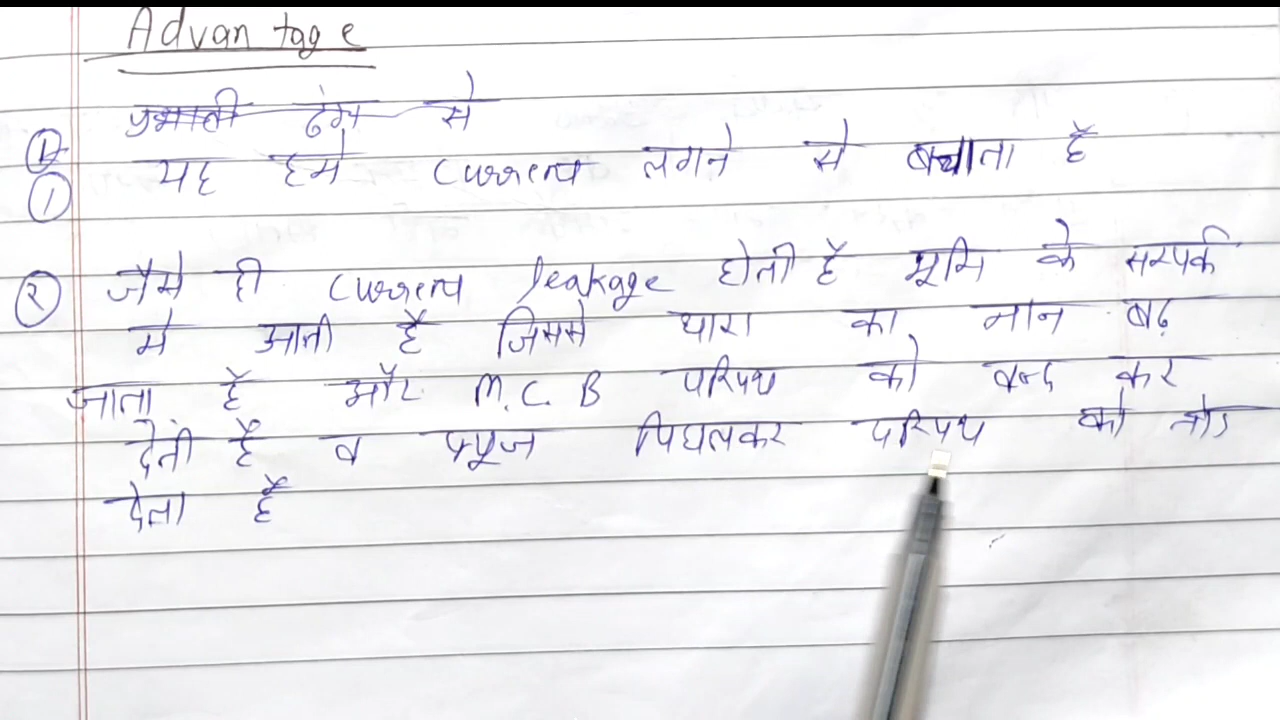 Advantage
① प्रभावी ढंग से
① यह हमे current लगने से बचाता है
② जैसे ही current leakage होती है भूमि के सम्पर्क
मे आती है जिससे धारा का मान बढ़
जाता है और M.C.B परिपथ को बन्द कर
देती है व फ्यूज पिघलकर परिपथ को तोड
देता है